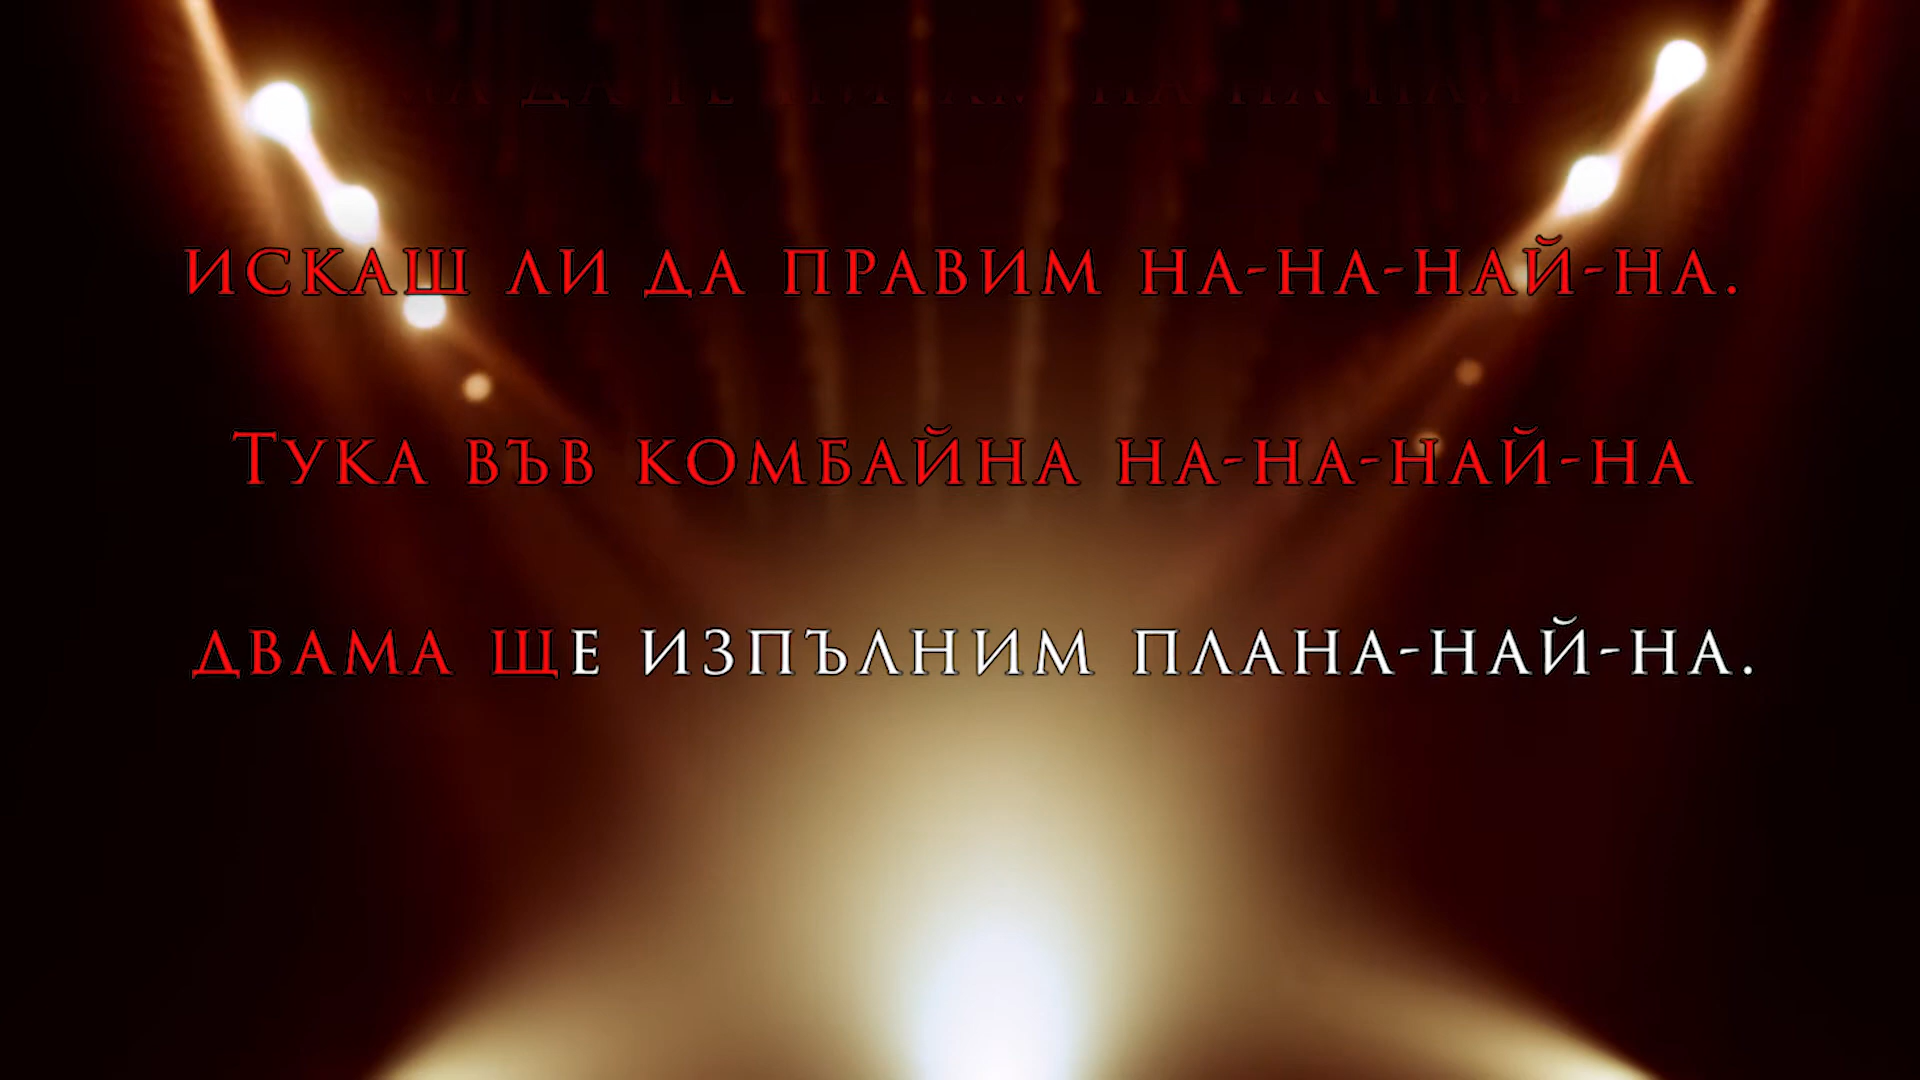 ИСКАШ ЛИ ДА ПРАВИМ НА-НА-НАЙ-НА.
ТУКА ВЪВ КОМБАЙНА НА-НА-НАЙ-НА
ДВАМА ЩЕ ИЗПЪЛНИМ ПЛАНА-НАЙ-НА.